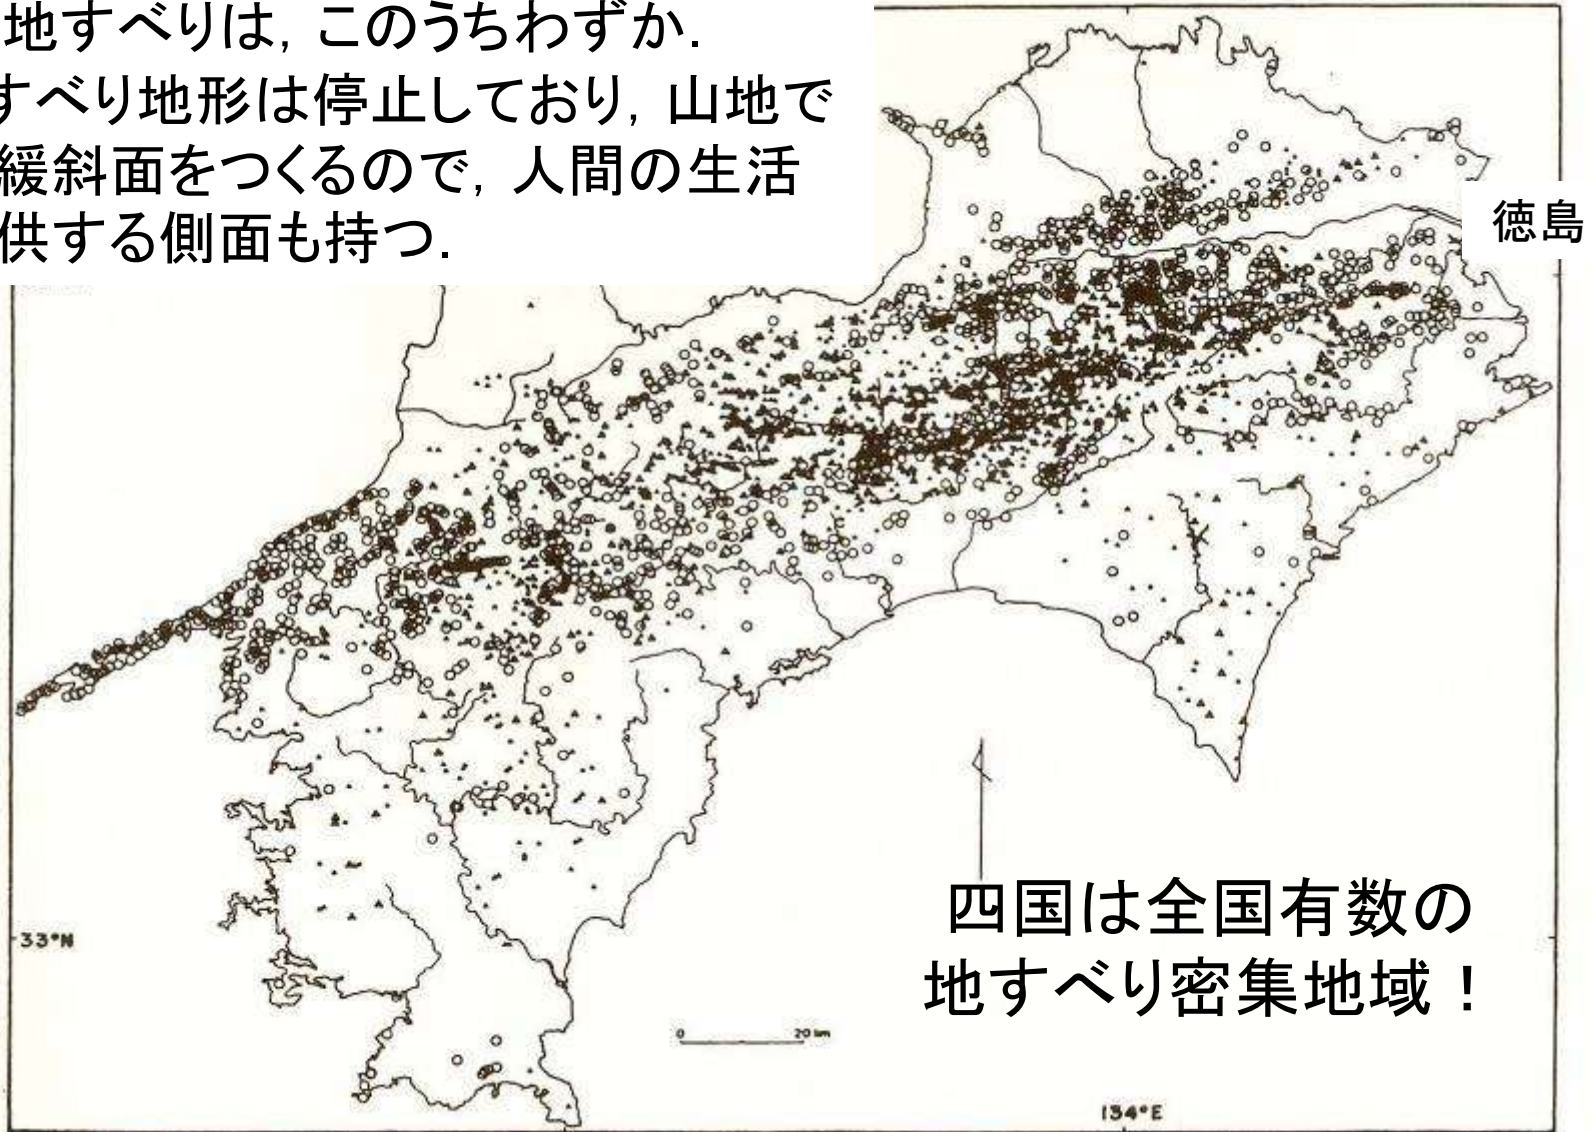 地すべりは，このうちわずか．
すべり地形は停止しており，山地で
緩斜面をつくるので，人間の生活
供する側面も持つ．
徳島
四国は全国有数の
地すべり密集地域！
33°N
0 20 km
134°E